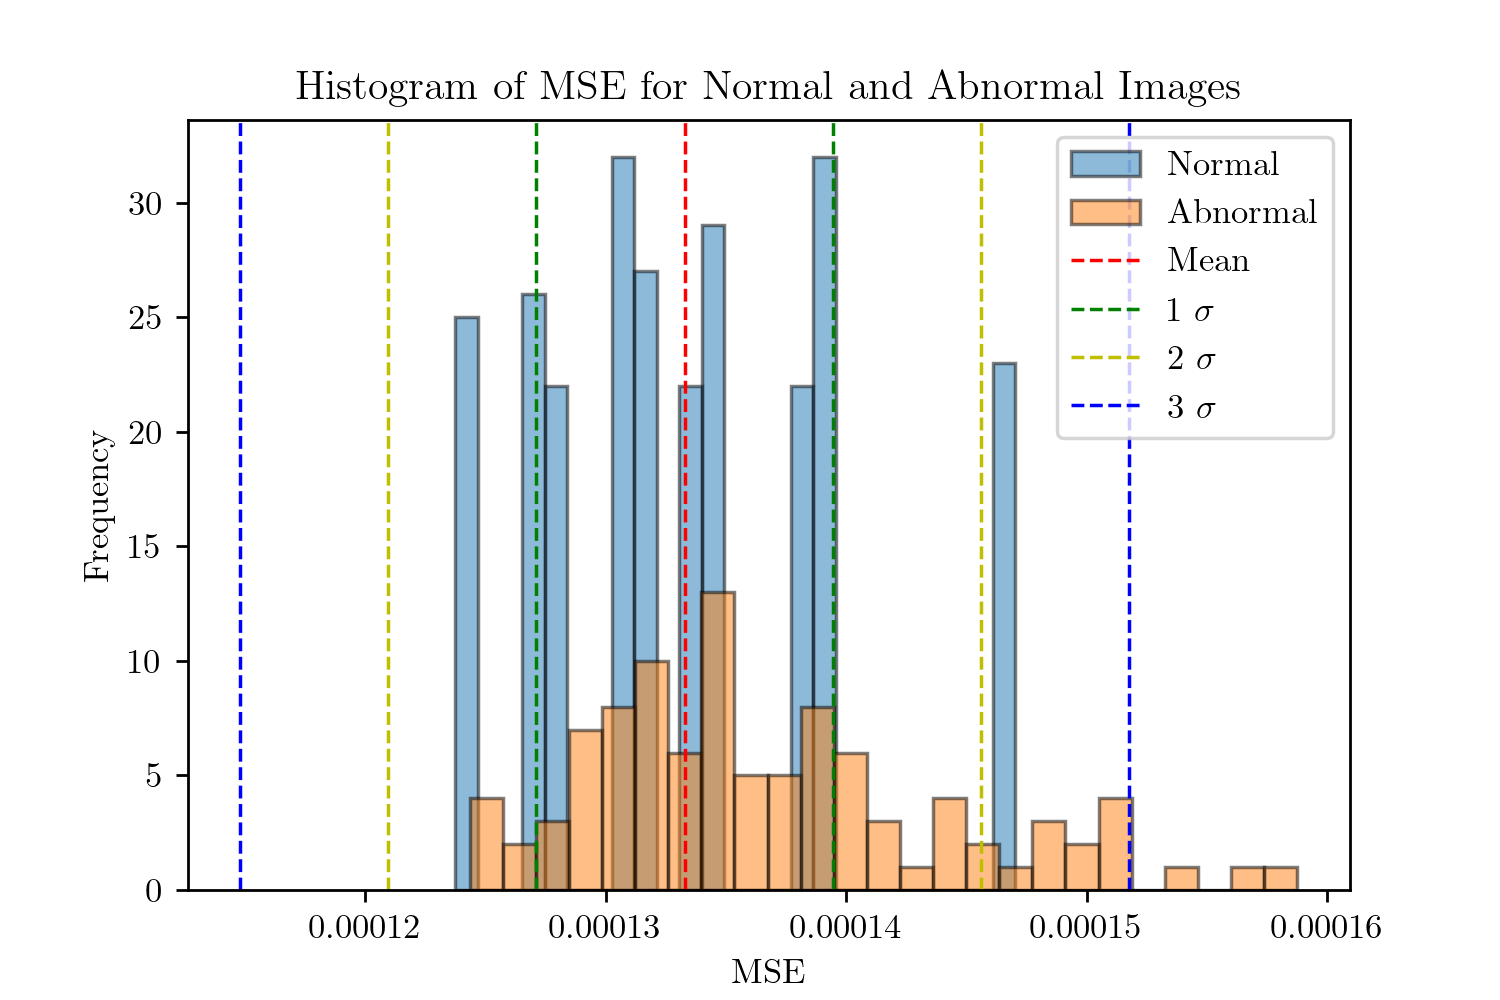 Histogram of MSE for Normal and Abnormal Images
Normal
Abnormal
Mean
1 σ
2 σ
3 σ
Frequency
30
25
20
15
10
5
0
0.00012
0.00013
0.00014
0.00015
0.00016
MSE